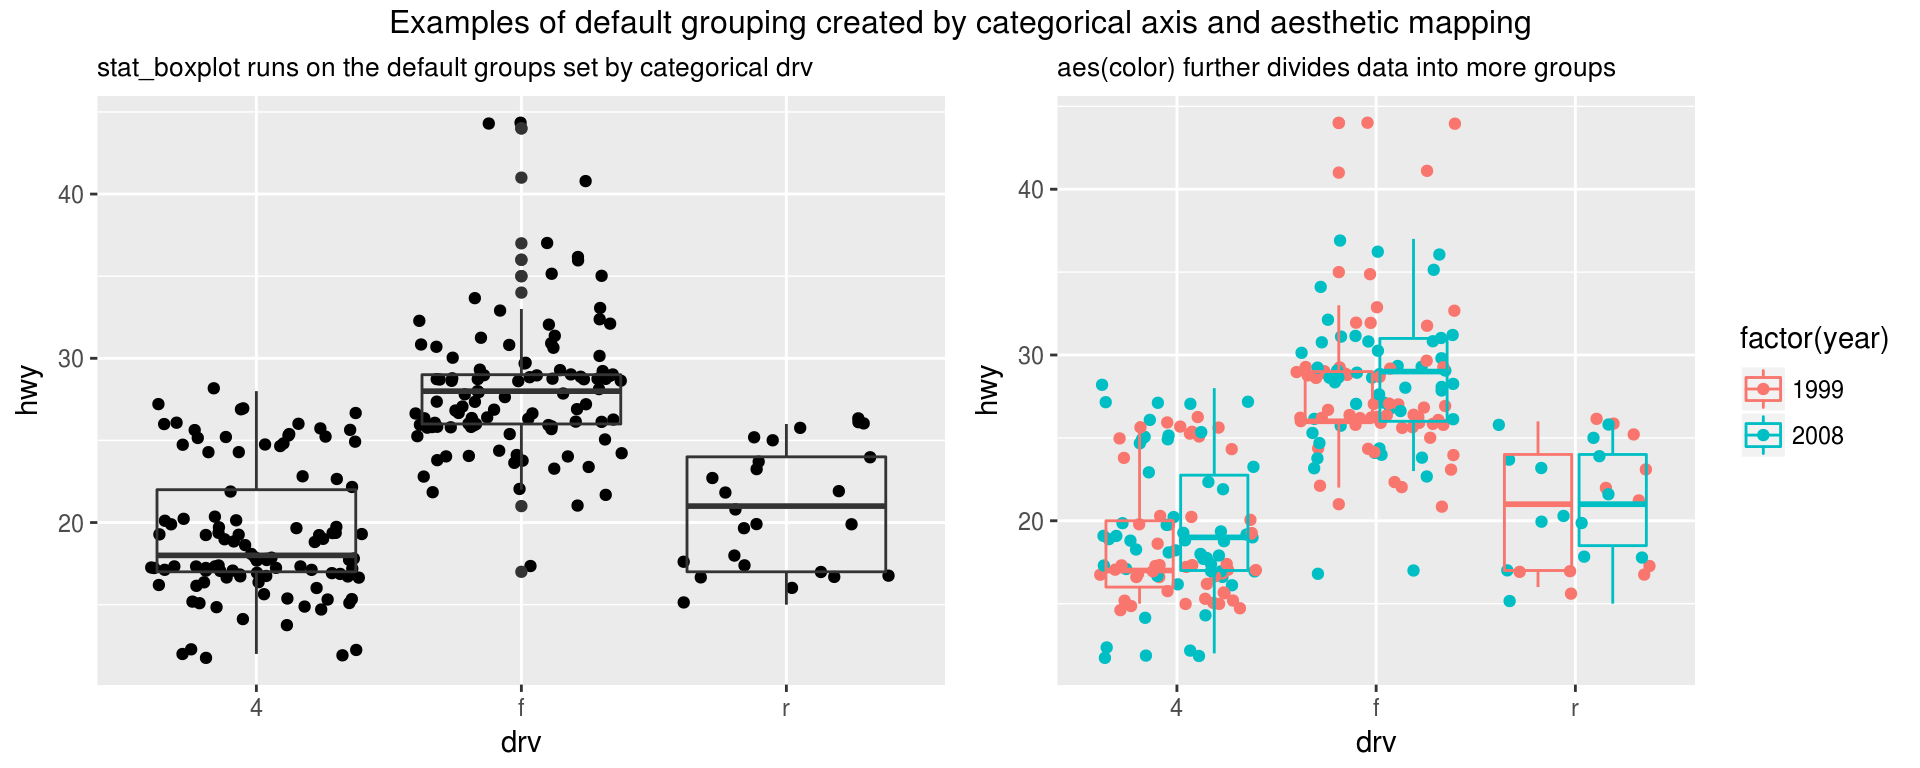 Examples of default grouping created by categorical axis and aesthetic mapping
stat_boxplot runs on the default groups set by categorical drv
hwy
40
30
20
4 f r
drv
aes(color) further divides data into more groups
hwy
40
30
20
4 f r
drv
factor(year)
1999
2008